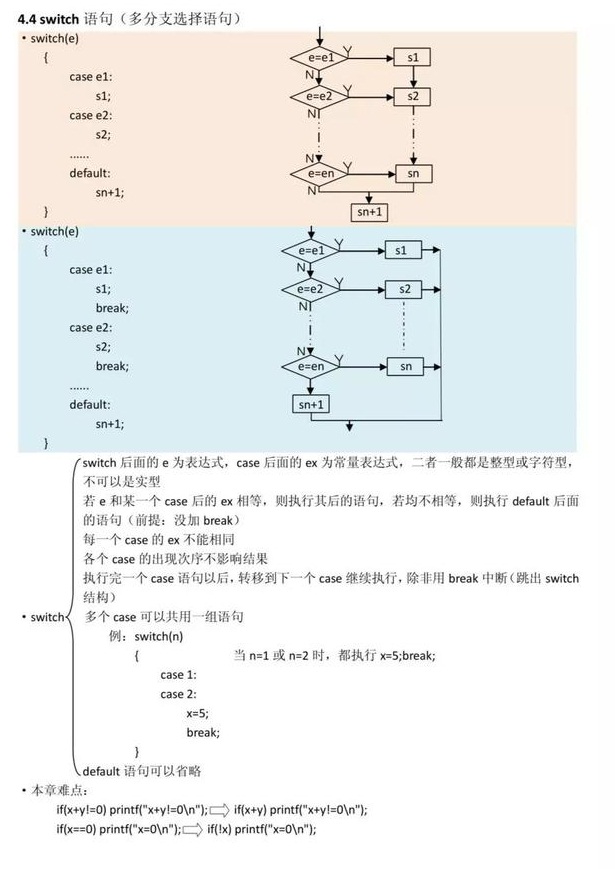 4.4 switch 语句（多分支选择语句）
• switch(e)
{
case e1:
s1;
case e2:
s2;
......
default:
sn+1;
}
e=e1
Y
s1
N
e=e2
Y
s2
N
N
e=en
Y
sn
N
sn+1
• switch(e)
{
case e1:
s1;
break;
case e2:
s2;
break;
......
default:
sn+1;
}
e=e1
Y
s1
N
e=e2
Y
s2
N
N
e=en
Y
sn
sn+1
• switch
switch 后面的 e 为表达式，case 后面的 ex 为常量表达式，二者一般都是整型或字符型，
不可以是实型
若 e 和某一个 case 后的 ex 相等，则执行其后的语句，若均不相等，则执行 default 后面
的语句（前提：没加 break）
每一个 case 的 ex 不能相同
各个 case 的出现次序不影响结果
执行完一个 case 语句以后，转移到下一个 case 继续执行，除非用 break 中断（跳出 switch
结构）
多个 case 可以共用一组语句
例：switch(n)
{ 当 n=1 或 n=2 时，都执行 x=5;break;
case 1:
case 2:
x=5;
break;
}
default 语句可以省略
• 本章难点：
if(x+y!=0) printf("x+y!=0\n");⇨ if(x+y) printf("x+y!=0\n");
if(x==0) printf("x=0\n");⇨ if(!x) printf("x=0\n");